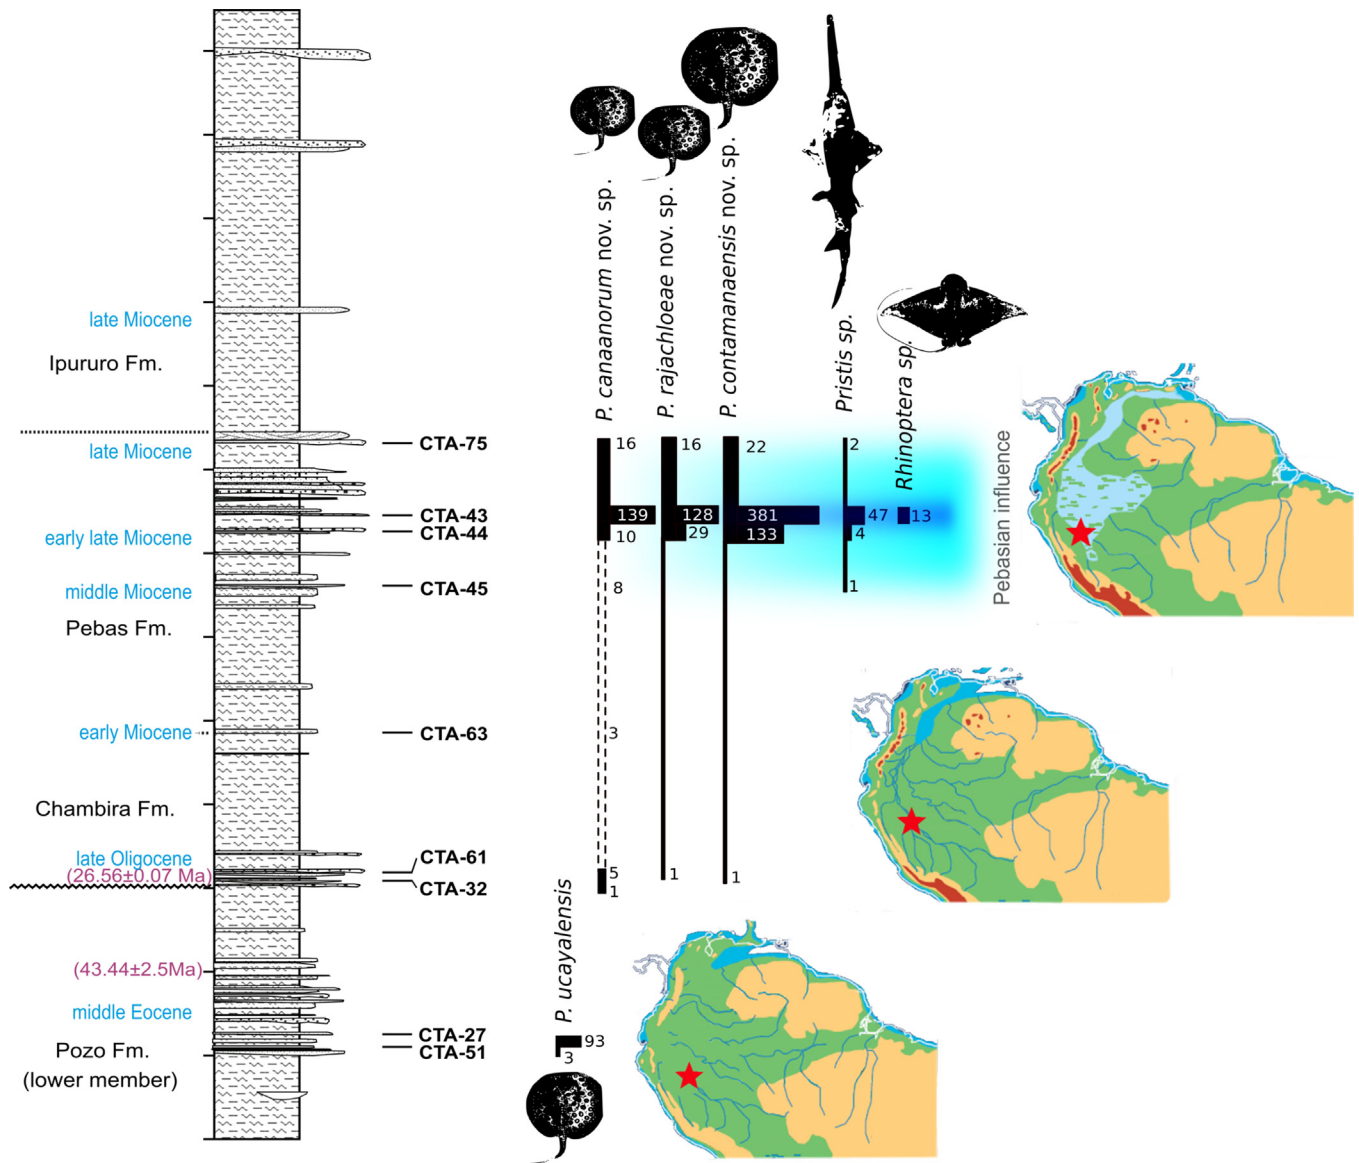 late Miocene
Ipururo Fm.
late Miocene
early late Miocene
middle Miocene
Pebas Fm.
early Miocene
Chambira Fm.
late Oligocene
(26.56±0.07 Ma)
(43.44±2.5Ma)
middle Eocene
Pozo Fm.
(lower member)
CTA-75
CTA-43
CTA-44
CTA-45
CTA-63
CTA-61
CTA-32
CTA-27
CTA-51
P. canaanorum nov. sp.
P. rajachloeae nov. sp.
P. contamanaensis nov. sp.
Pristis sp.
Rhinoptera sp.
16 16 22 2
139 128 381 47 13
10 29 133 4
8 1
3
5
1 1 1
P. ucayalensis
93
3
Pebasian influence